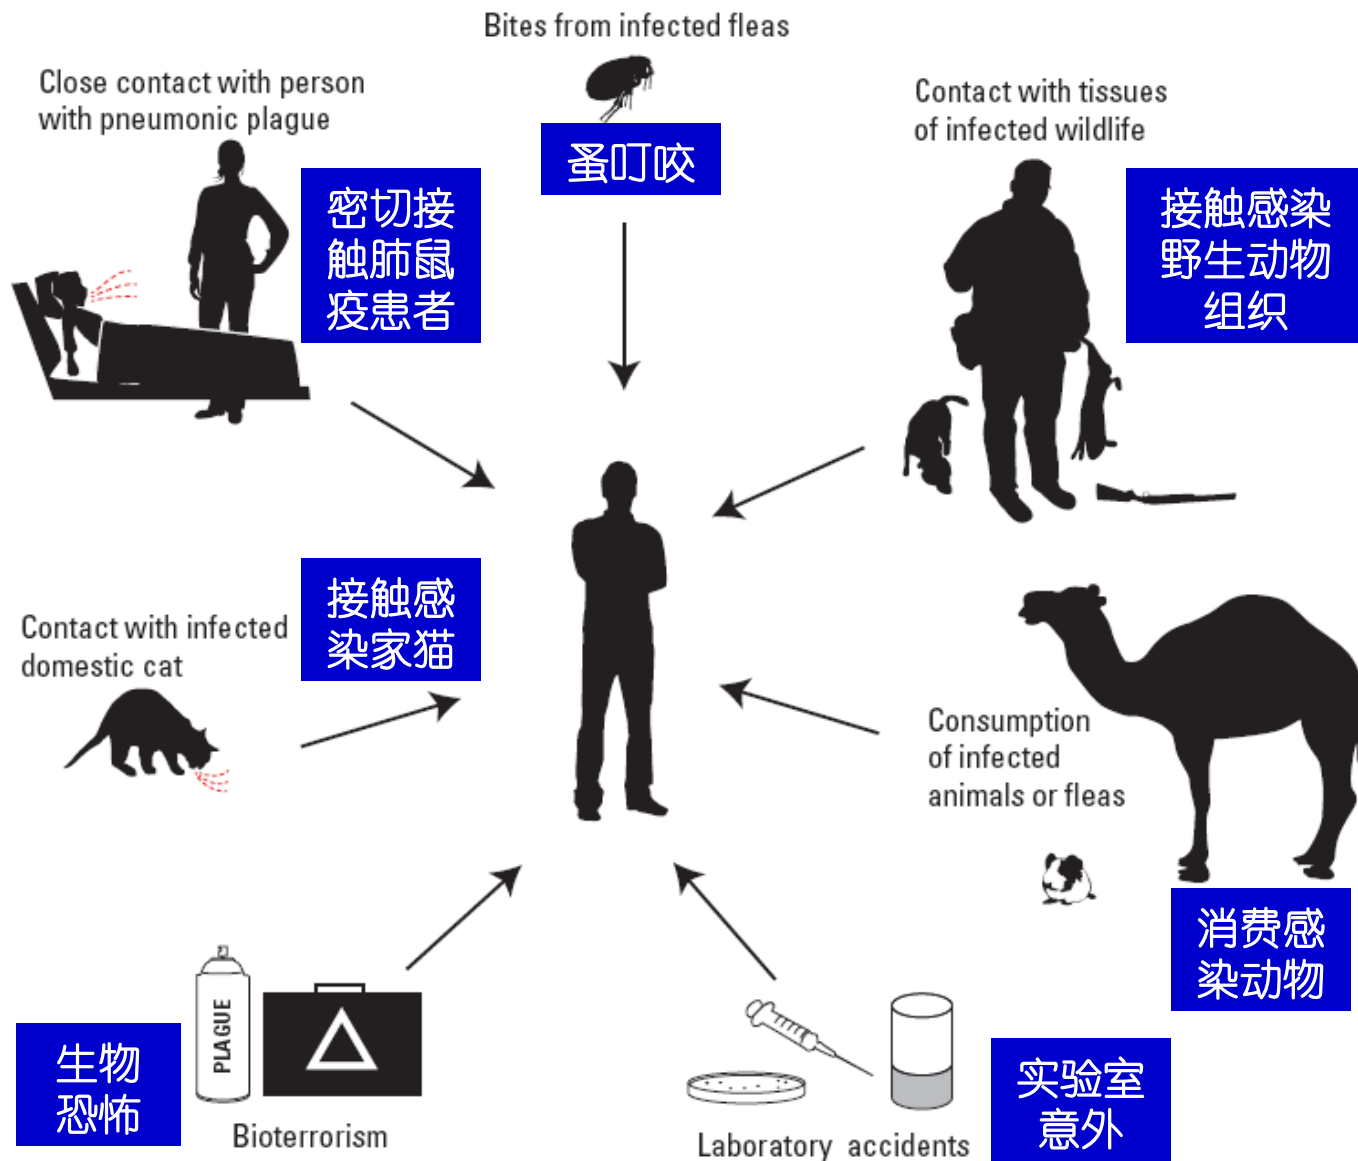 Bites from infected fleas
蚤叮咬
Close contact with person
with pneumonic plague
密切接
触肺鼠
疫患者
Contact with tissues
of infected wildlife
接触感染
野生动物
组织
Contact with infected
domestic cat
接触感
染家猫
Consumption
of infected
animals or fleas
消费感
染动物
生物
恐怖
PLAGUE
Bioterrorism
Laboratory accidents
实验室
意外